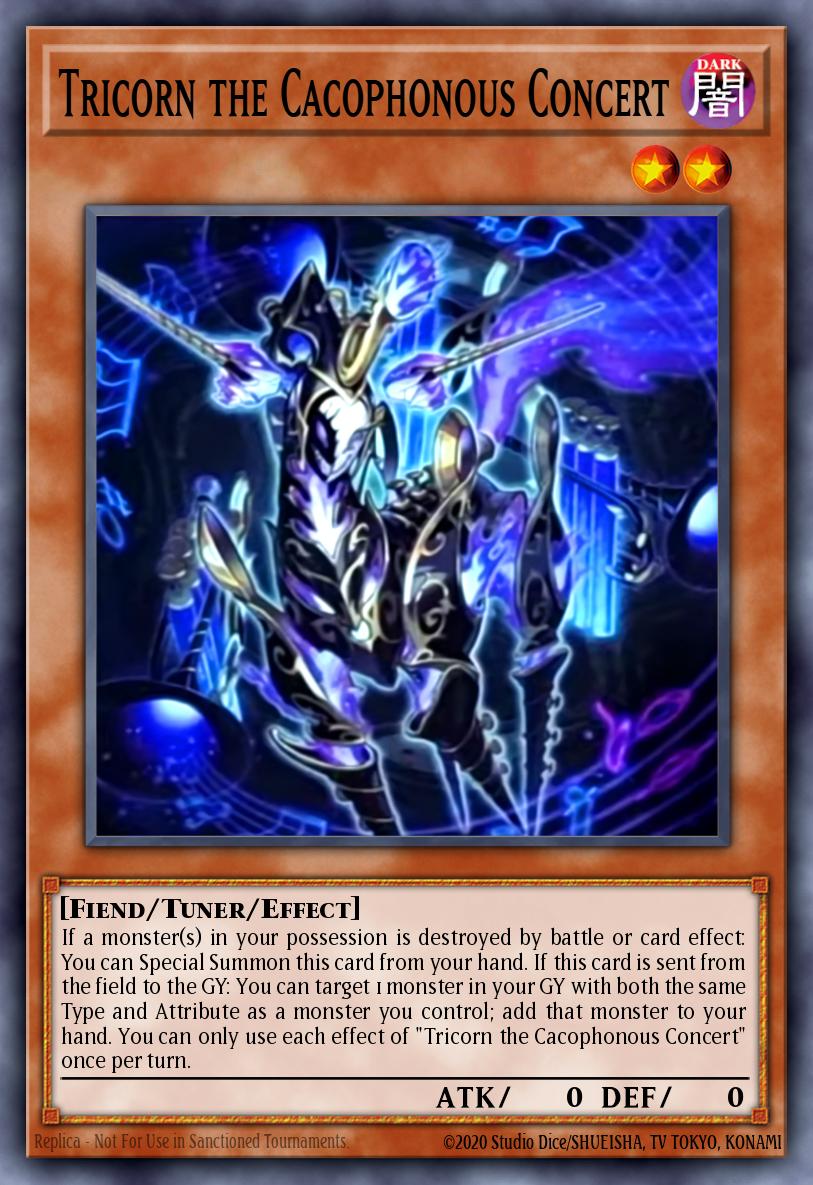 Tricorn the Cacophonous Concert
DARK
闇
[Fiend/Tuner/Effect]
If a monster(s) in your possession is destroyed by battle or card effect:
You can Special Summon this card from your hand. If this card is sent from
the field to the GY: You can target 1 monster in your GY with both the same
Type and Attribute as a monster you control; add that monster to your
hand. You can only use each effect of "Tricorn the Cacophonous Concert"
once per turn.
ATK/ 0 DEF/ 0
Replica - Not For Use in Sanctioned Tournaments.
©2020 Studio Dice/SHUEISHA, TV TOKYO, KONAMI